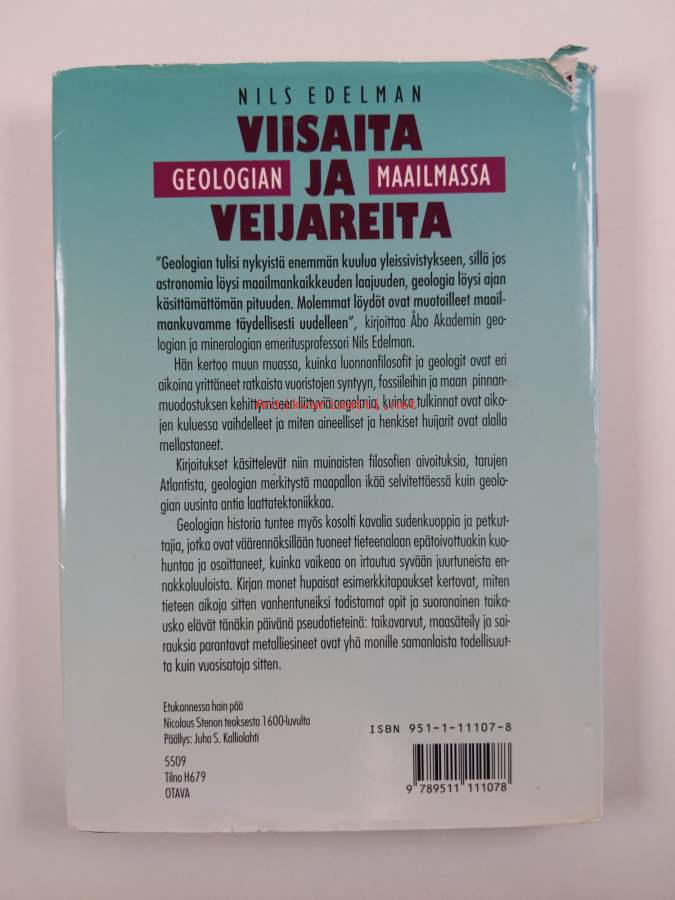 NILS EDELMAN
VIISAITA
GEOLOGIAN JA MAAILMASSA
VEIJAREITA
"Geologian tulisi nykyistä enemmän kuulua yleissivistykseen, sillä jos
astronomia löysi maailmankaikkeuden laajuuden, geologia löysi ajan
käsittämättömän pituuden. Molemmat löydöt ovat muotoilleet maail-
mankuvamme täydellisesti uudelleen", kirjoittaa Åbo Akademin geo-
logian ja mineralogian emeritusprofessori Nils Edelman.
Hän kertoo muun muassa, kuinka luonnonfilosofit ja geologit ovat eri
aikoina yrittäneet ratkaista vuoristojen syntyyn, fossiileihin ja maan pinnan-
muodostuksen kehittymiseen liittyviä ongelmia, kuinka tulkinnat ovat aiko-
jen kuluessa vaihdelleet ja miten aineelliset ja henkiset huijarit ovat alalla
mellastaneet.
Kirjoitukset käsittelevät niin muinaisten filosofien aivoituksia, tarujen
Atlantista, geologian merkitystä maapallon ikää selvitettäessä kuin geolo-
gian uusinta antia laattatektoniikkaa.
Geologian historia tuntee myös kosolti kavalia sudenkuoppia ja petkut-
tajia, jotka ovat väärennöksillään tuoneet tieteenalaan epätoivottuakin kuo-
huntaa ja osoittaneet, kuinka vaikeaa on irtautua syvään juurtuneista en-
nakkoluuloista. Kirjan monet hupaisat esimerkkitapaukset kertovat, miten
tieteen aikoja sitten vanhentuneiksi todistamat opit ja suoranainen taika-
usko elävät tänäkin päivänä pseudotieteinä: taikavarvut, maasäteily ja sai-
rauksia parantavat metalliesineet ovat yhä monille samanlaista todellisuut-
ta kuin vuosisatoja sitten.
Etukannessa hain pää
Nicolaus Stenon teoksesta 1600-luvulta
Päällys: Juha S. Kalliolahti
5509
Tilno H679
OTAVA
ISBN 951-1-11107-8
9 789511 111078